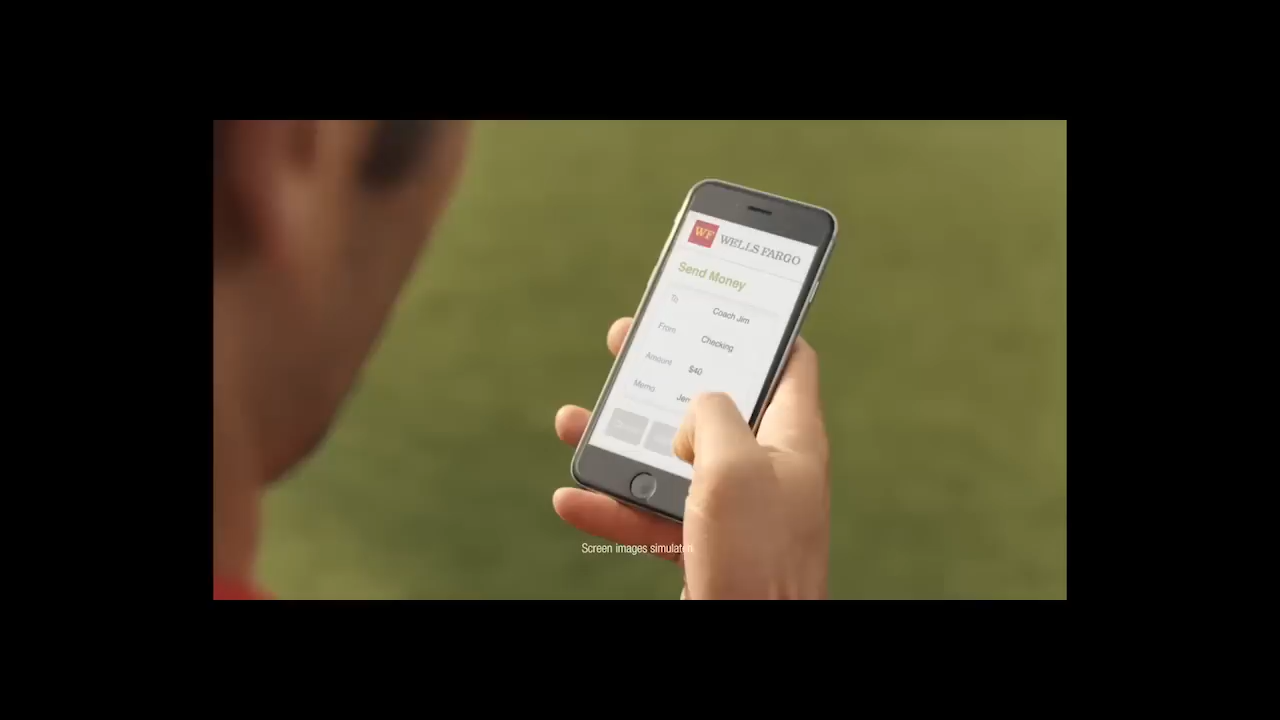 WF WELLS FARGO
Send Money
To Coach Jim
From Checking
Amount $40
Memo
Screen images simulated